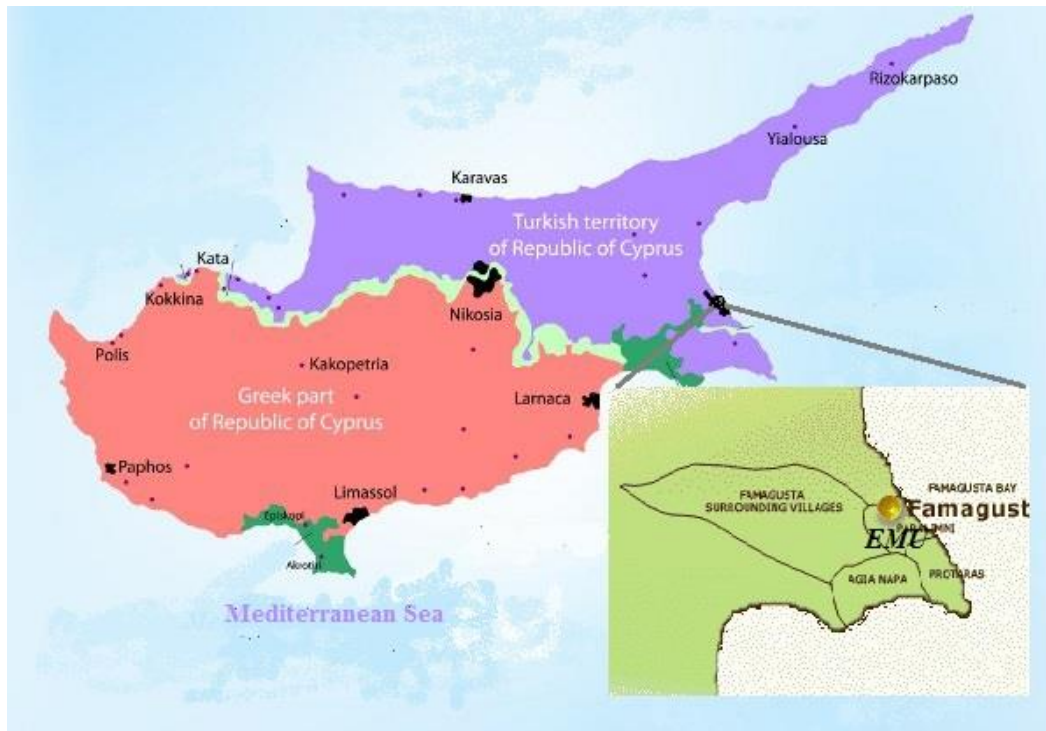 Rizokarpaso
Yialousa
Karavas
Turkish territory
of Republic of Cyprus
Kata
Kokkina
Nikosia
Polis
Kakopetria
Greek part
of Republic of Cyprus
Larnaca
Paphos
Limassol
Episkopi
Akrotiri
Mediterranean Sea
FAMAGUSTA
SURROUNDING VILLAGES
FAMAGUSTA BAY
Famagust
EMU
AGIA NAPA
PROTARAS